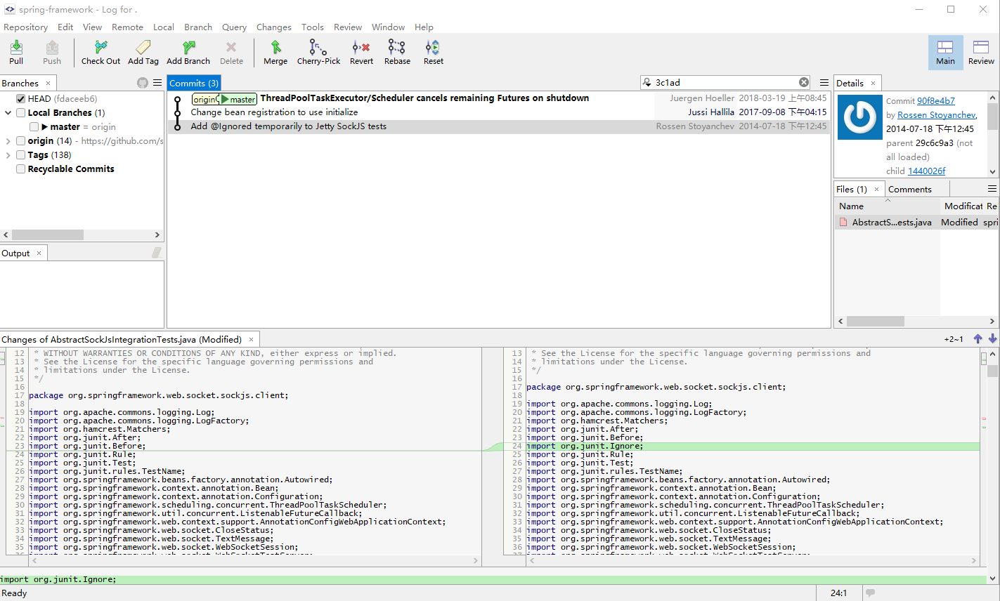 spring-framework - Log for .
Repository Edit View Remote Local Branch Query Changes Tools Review Window Help
Pull Push Check Out Add Tag Add Branch Delete Merge Cherry-Pick Revert Rebase Reset Main Review
Branches
HEAD (fdaceeb6)
Local Branches (1)
master = origin
origin (14) - https://github.com/s
Tags (138)
Recyclable Commits
Output
Commits (3)
3c1ad
origin master ThreadPoolTaskExecutor/Scheduler cancels remaining Futures on shutdown Juergen Hoeller 2018-03-19 上午08:45
Change bean registration to use initialize Jussi Hallila 2017-09-08 下午04:15
Add @Ignored temporarily to Jetty SockJS tests Rossen Stoyanchev 2014-07-18 下午12:45
Details
Commit 90f8e4b7
by Rossen Stoyanchev,
2014-07-18 下午12:45
parent 29c6c9a3 (not
all loaded)
child 1440026f
Files (1) Comments
Name Modificat Re
AbstractS...ests.java Modified spri
Changes of AbstractSockJsIntegrationTests.java (Modified) +2~1
12 * WITHOUT WARRANTIES OR CONDITIONS OF ANY KIND, either express or implied.
13 * See the License for the specific language governing permissions and
14 * limitations under the License.
15 */
16
17 package org.springframework.web.socket.sockjs.client;
18
19 import org.apache.commons.logging.Log;
20 import org.apache.commons.logging.LogFactory;
21 import org.hamcrest.Matchers;
22 import org.junit.After;
23 import org.junit.Before;
24 import org.junit.Rule;
25 import org.junit.Test;
26 import org.junit.rules.TestName;
27 import org.springframework.beans.factory.annotation.Autowired;
28 import org.springframework.context.annotation.Bean;
29 import org.springframework.context.annotation.Configuration;
30 import org.springframework.scheduling.concurrent.ThreadPoolTaskScheduler;
31 import org.springframework.util.concurrent.ListenableFutureCallback;
32 import org.springframework.web.context.support.AnnotationConfigWebApplicationContext;
33 import org.springframework.web.socket.CloseStatus;
34 import org.springframework.web.socket.TextMessage;
35 import org.springframework.web.socket.WebSocketSession;
13 * See the License for the specific language governing permissions and
14 * limitations under the License.
15 */
16
17 package org.springframework.web.socket.sockjs.client;
18
19 import org.apache.commons.logging.Log;
20 import org.apache.commons.logging.LogFactory;
21 import org.hamcrest.Matchers;
22 import org.junit.After;
23 import org.junit.Before;
24 import org.junit.Ignore;
25 import org.junit.Rule;
26 import org.junit.Test;
27 import org.junit.rules.TestName;
28 import org.springframework.beans.factory.annotation.Autowired;
29 import org.springframework.context.annotation.Bean;
30 import org.springframework.context.annotation.Configuration;
31 import org.springframework.scheduling.concurrent.ThreadPoolTaskScheduler;
32 import org.springframework.util.concurrent.ListenableFutureCallback;
33 import org.springframework.web.context.support.AnnotationConfigWebApplicationContext;
34 import org.springframework.web.socket.CloseStatus;
35 import org.springframework.web.socket.TextMessage;
36 import org.springframework.web.socket.WebSocketSession;
import org.junit.Ignore;
Ready 24:1